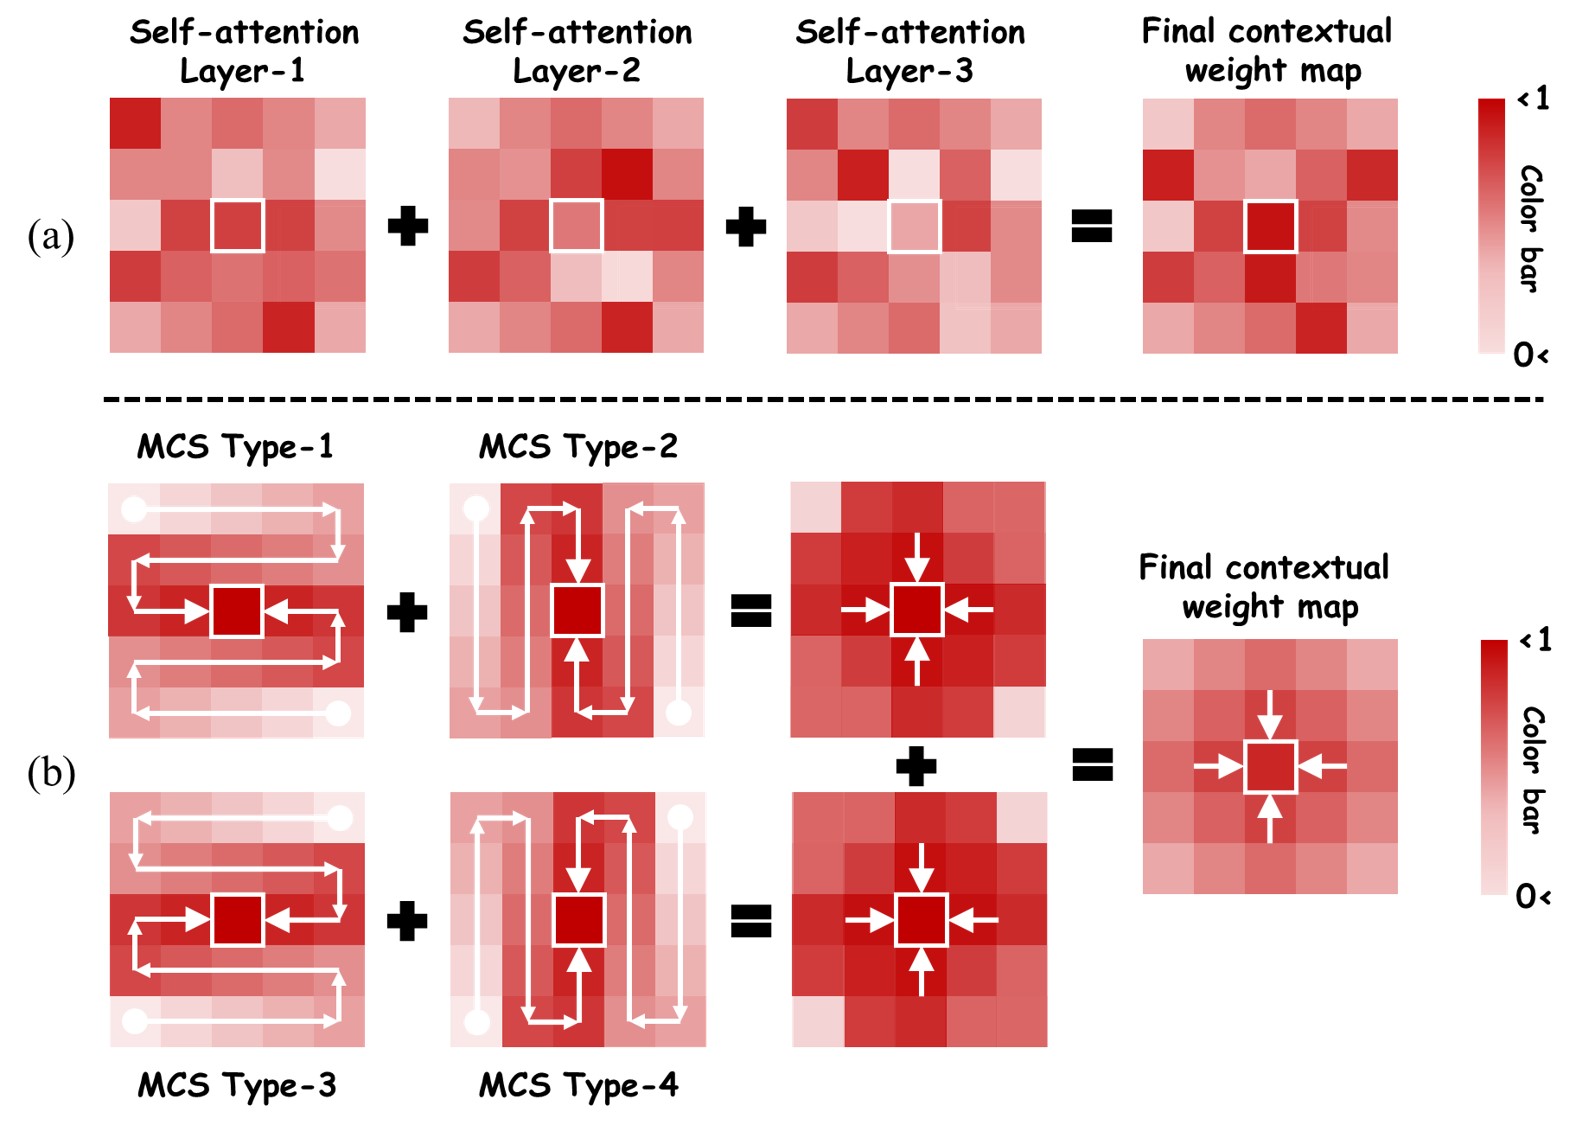 Self-attention
Layer-1
Self-attention
Layer-2
Self-attention
Layer-3
Final contextual
weight map
(a)
+
+
=
<1
Color bar
0<
MCS Type-1
MCS Type-2
+
=
Final contextual
weight map
<1
Color bar
0<
(b)
+
=
+
=
MCS Type-3
MCS Type-4